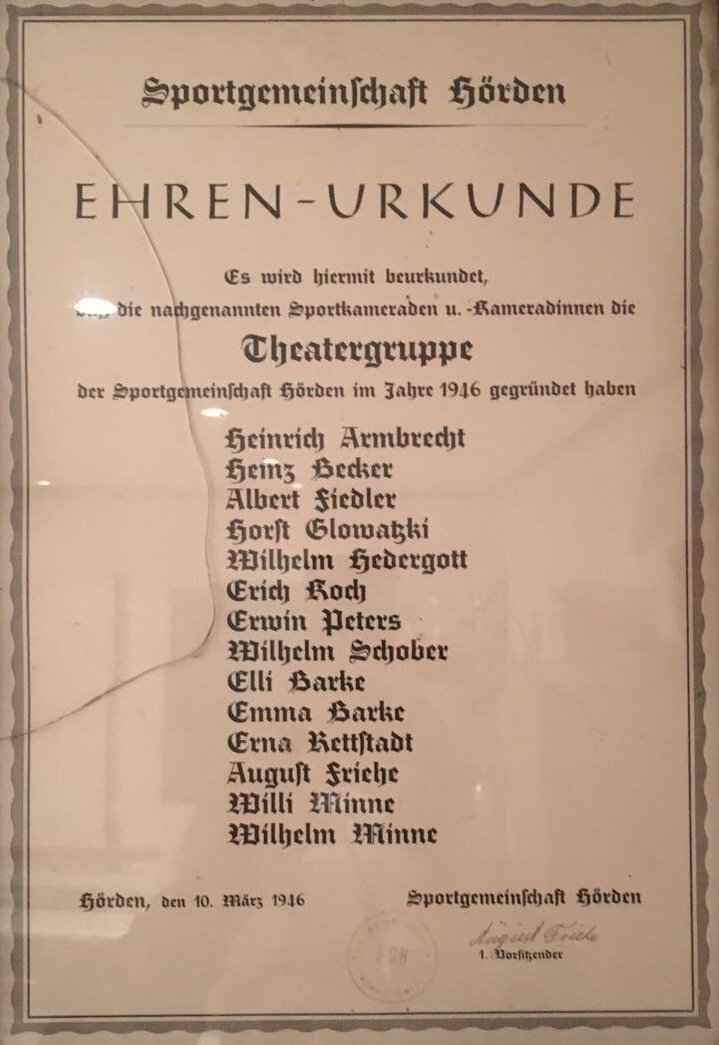 Sportgemeinschaft Hörden
EHREN-URKUNDE
Es wird hiermit beurkundet,
die nachgenannten Sportkameraden u. -Kameradinnen die
Theatergruppe
der Sportgemeinschaft Hörden im Jahre 1946 gegründet haben
Heinrich Armbrecht
Heinz Becker
Albert Fiedler
Horst Glowatzki
Wilhelm Hedergott
Erich Koch
Erwin Peters
Wilhelm Schober
Elli Barke
Emma Barke
Erna Rettstadt
August Fricke
Willi Minne
Wilhelm Minne
Hörden, den 10. März 1946
Sportgemeinschaft Hörden
August Fricke
1. Vorsitzender